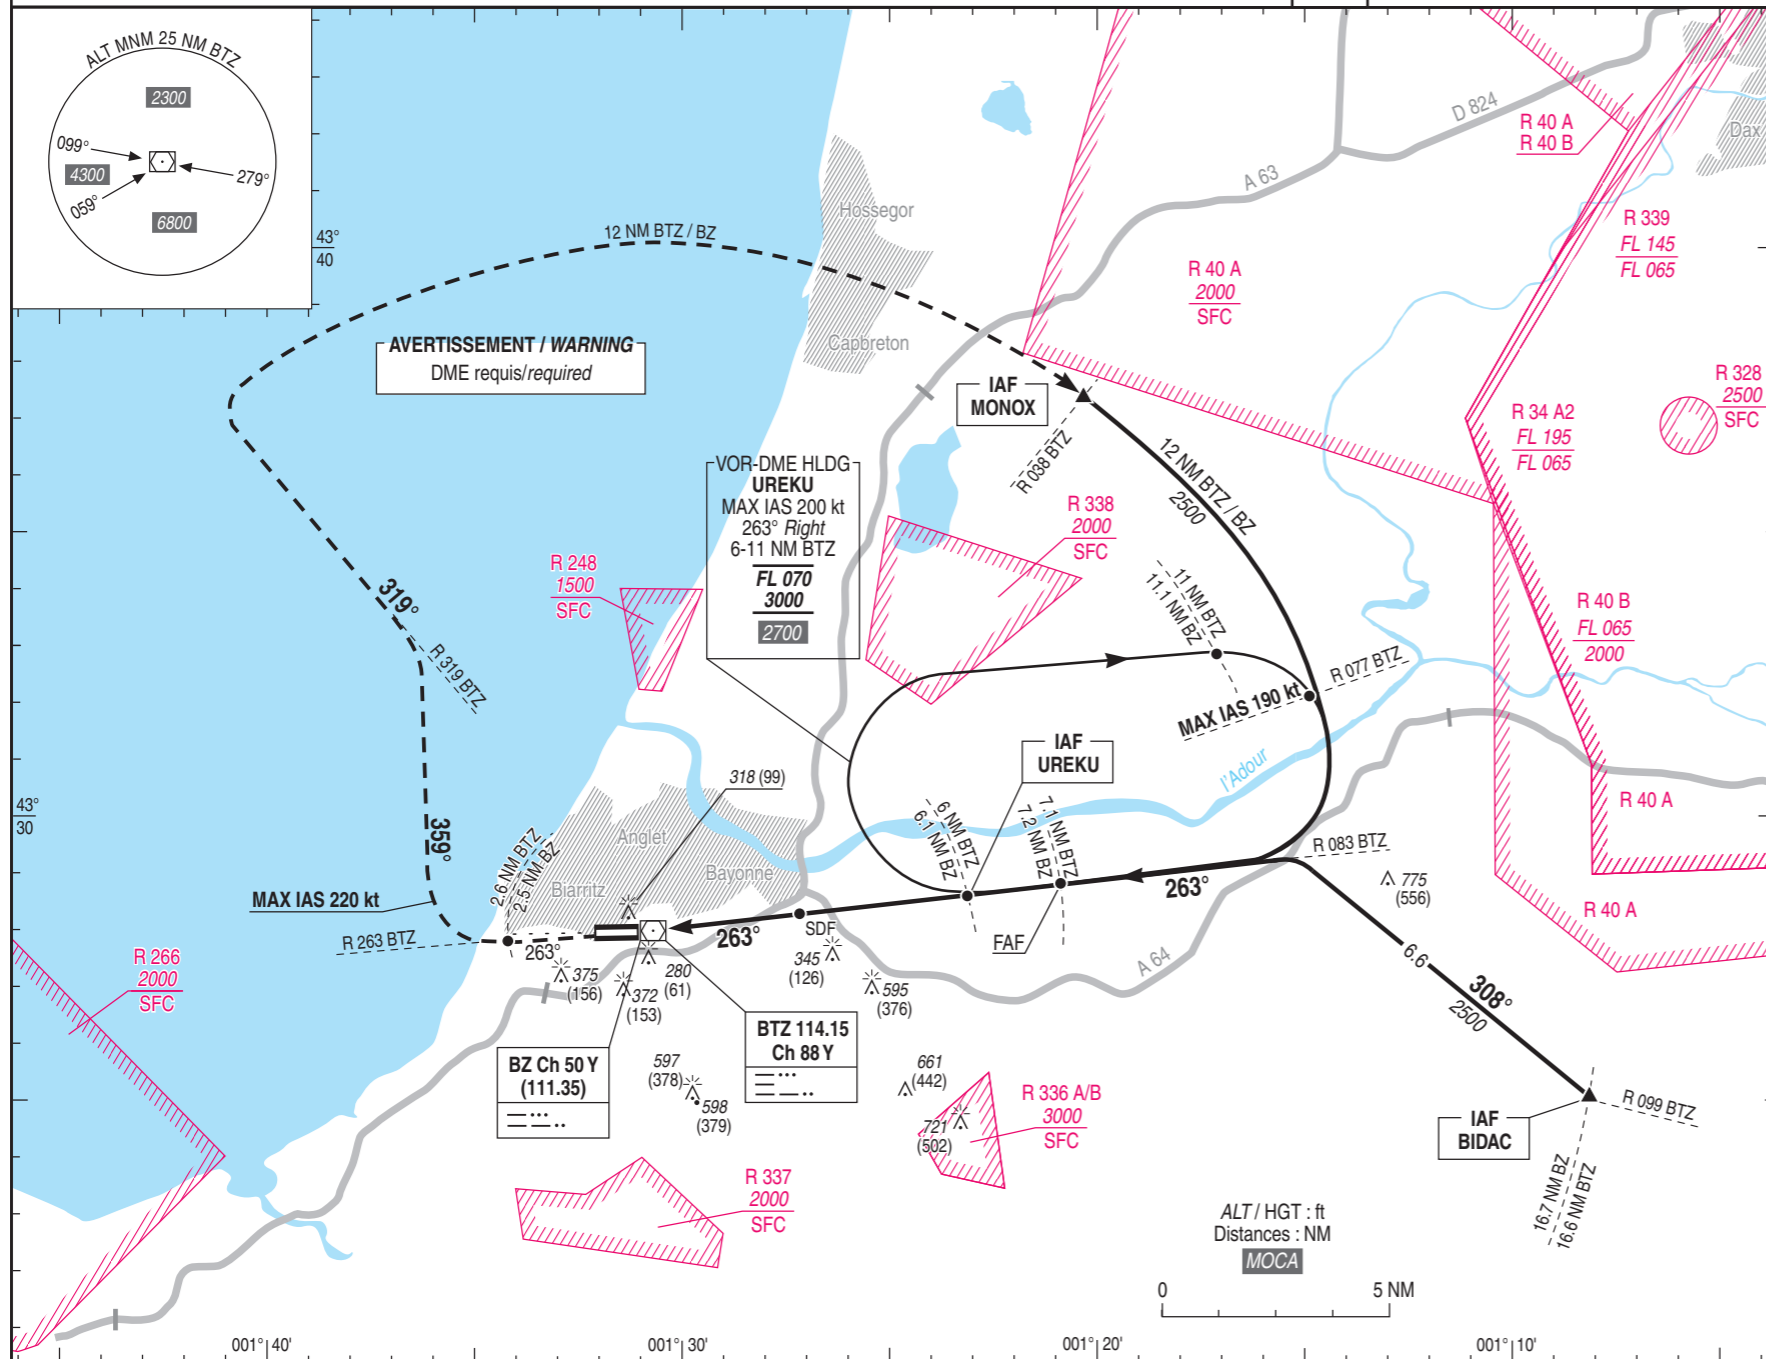 ALT MNM 25 NM BTZ
2300
099°
4300
279°
059°
6800
43°
40
12 NM BTZ / BZ
Hossegor
Capbreton
AVERTISSEMENT / WARNING
DME requis/required
A 63
D 824
Dax
R 40 A
R 40 B
R 339
FL 145
FL 065
R 40 A
2000
SFC
R 328
2500
SFC
R 34 A2
FL 195
FL 065
IAF
MONOX
R 038 BTZ
12 NM BTZ / BZ
2500
VOR-DME HLDG
UREKU
MAX IAS 200 kt
263° Right
6-11 NM BTZ
FL 070
3000
2700
R 338
2000
SFC
R 248
1500
SFC
11 NM BTZ
11.1 NM BZ
R 40 B
FL 065
2000
319°
R 319 BTZ
R 077 BTZ
MAX IAS 190 kt
IAF
UREKU
l'Adour
318 (99)
43°
30
R 40 A
Anglet
Bayonne
Biarritz
359°
2.6 NM BTZ
2.5 NM BZ
6 NM BTZ
6.1 NM BZ
7.1 NM BTZ
7.2 NM BZ
R 083 BTZ
263°
775
(556)
MAX IAS 220 kt
R 263 BTZ
263°
263°
SDF
FAF
R 40 A
R 266
2000
SFC
375
(156)
372
(153)
280
(61)
345
(126)
595
(376)
A 64
6.6
308°
2500
BZ Ch 50 Y
(111.35)
BTZ 114.15
Ch 88 Y
597
(378)
598
(379)
661
(442)
721
(502)
R 336 A/B
3000
SFC
IAF
BIDAC
R 099 BTZ
16.7 NM BZ
16.6 NM BTZ
R 337
2000
SFC
ALT / HGT : ft
Distances : NM
MOCA
0
5 NM
001° 40'
001° 30'
001° 20'
001° 10'